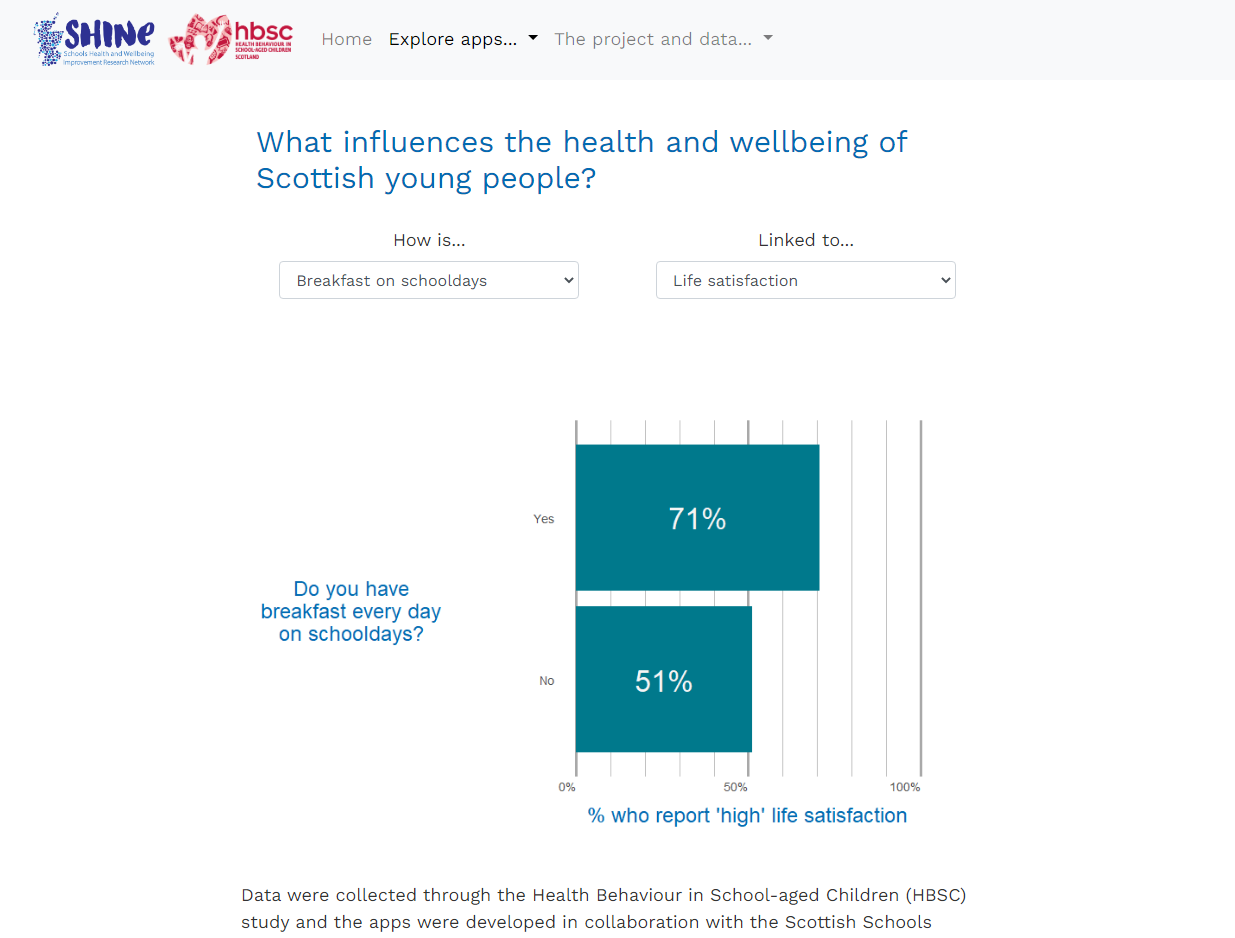 SHINE
Schools Health and Wellbeing
Improvement Research Network
hbsc
HEALTH BEHAVIOUR IN
SCHOOL-AGED CHILDREN
SCOTLAND
Home
Explore apps...
The project and data...
What influences the health and wellbeing of
Scottish young people?
How is...
Linked to...
Breakfast on schooldays
Life satisfaction
Do you have
breakfast every day
on schooldays?
Yes
71%
No
51%
0%
50%
100%
% who report 'high' life satisfaction
Data were collected through the Health Behaviour in School-aged Children (HBSC)
study and the apps were developed in collaboration with the Scottish Schools